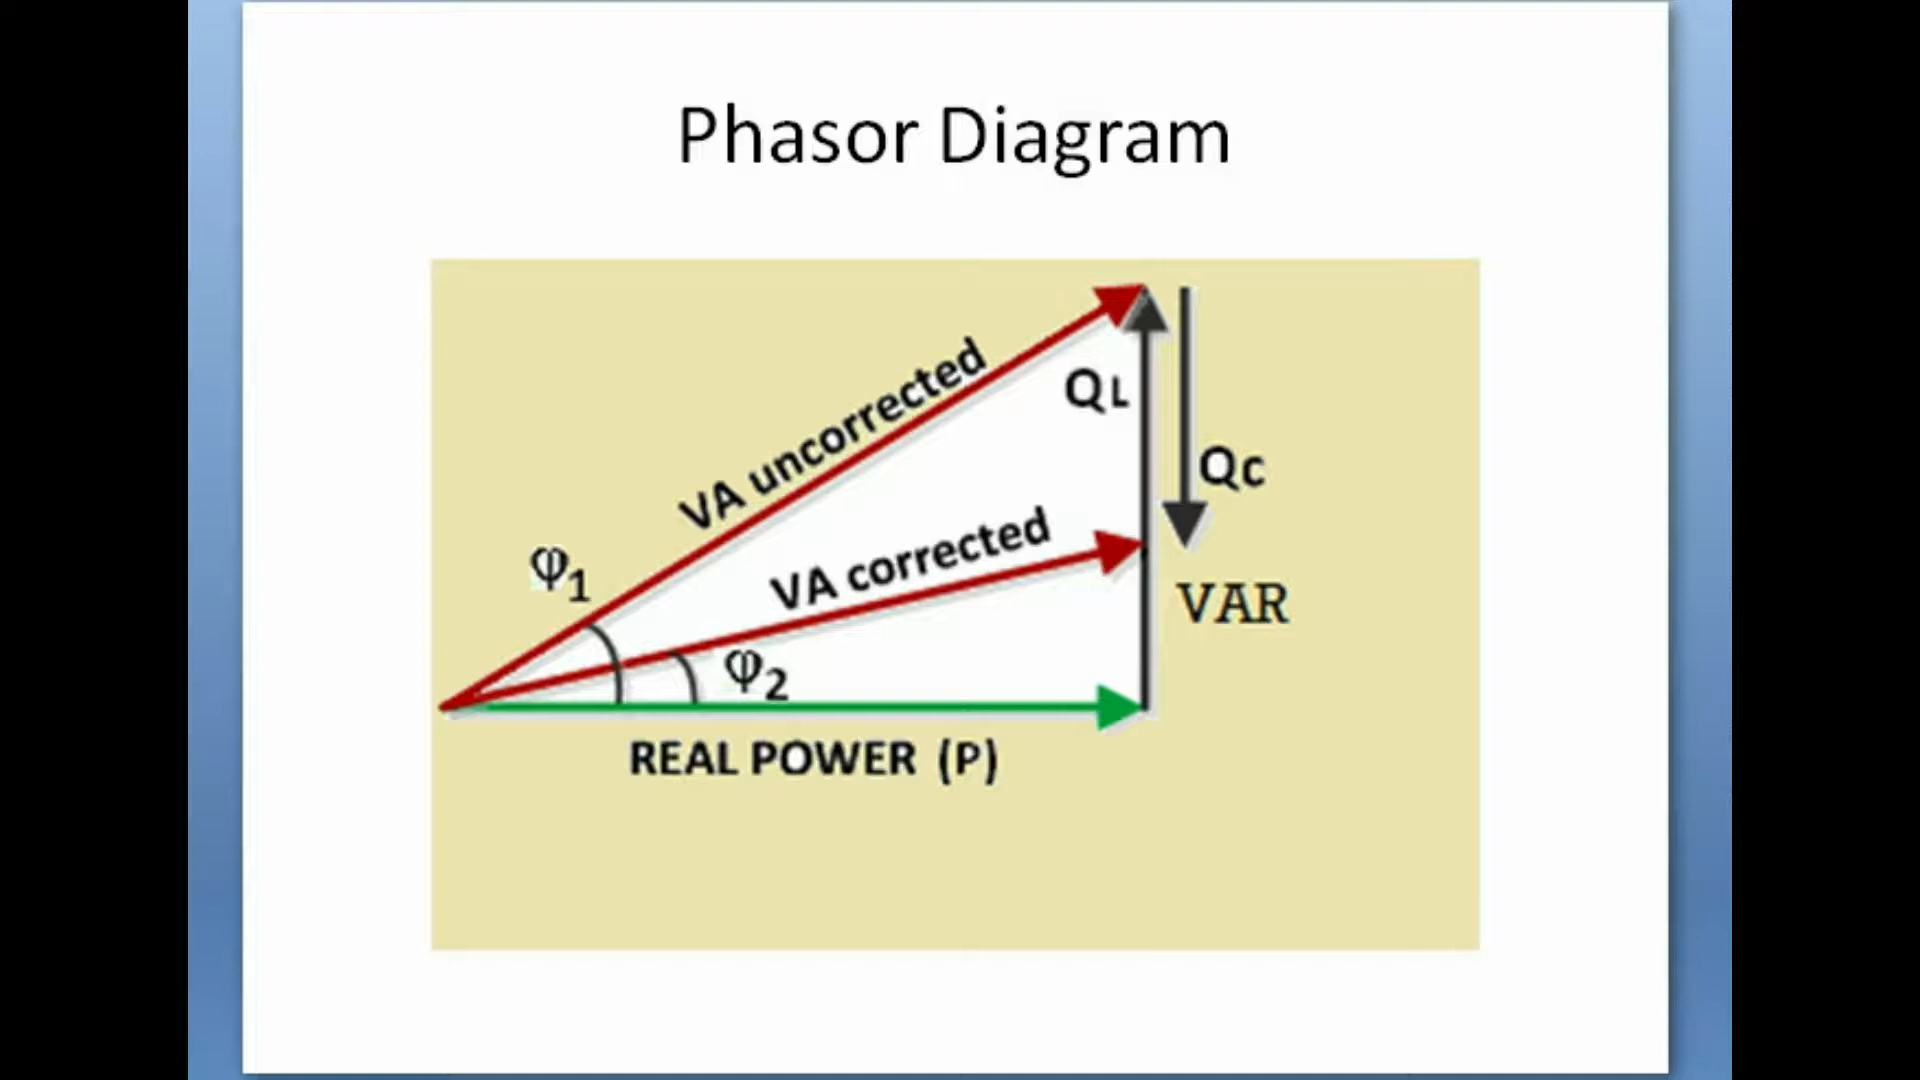 Phasor Diagram
VA uncorrected
QL
Qc
VA corrected
φ1
VAR
φ2
REAL POWER (P)